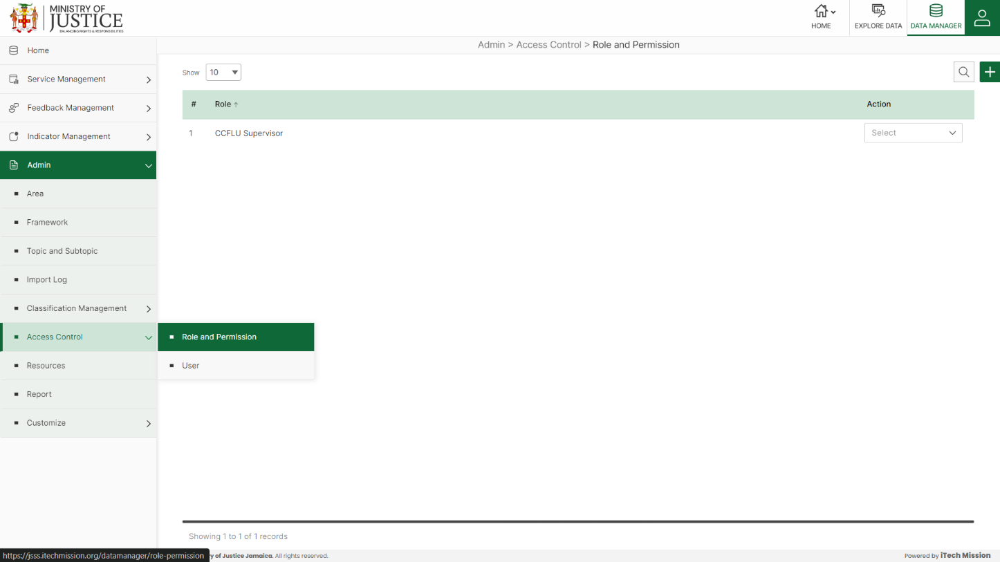 MINISTRY OF
JUSTICE
BALANCING RIGHTS & RESPONSIBILITIES
HOME
EXPLORE DATA
DATA MANAGER
Home
Service Management
Feedback Management
Indicator Management
Admin
Area
Framework
Topic and Subtopic
Import Log
Classification Management
Access Control
Resources
Report
Customize
Role and Permission
User
Admin > Access Control > Role and Permission
Show 10
# Role Action
1 CCFLU Supervisor Select
Showing 1 to 1 of 1 records
https://jsss.itechmission.org/datamanager/role-permission
of Justice Jamaica. All rights reserved.
Powered by iTech Mission